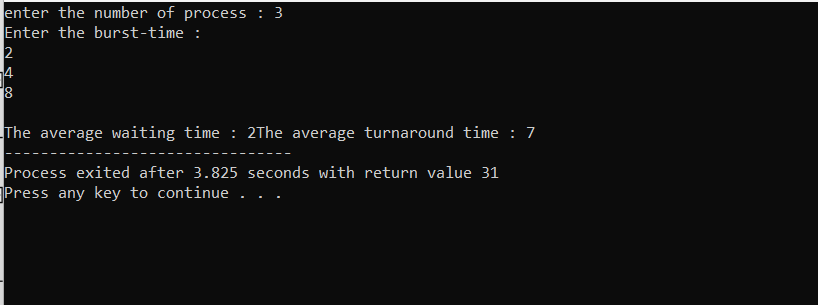 enter the number of process : 3
Enter the burst-time :
2
4
8
The average waiting time : 2The average turnaround time : 7
--------------------------------
Process exited after 3.825 seconds with return value 31
Press any key to continue . . .